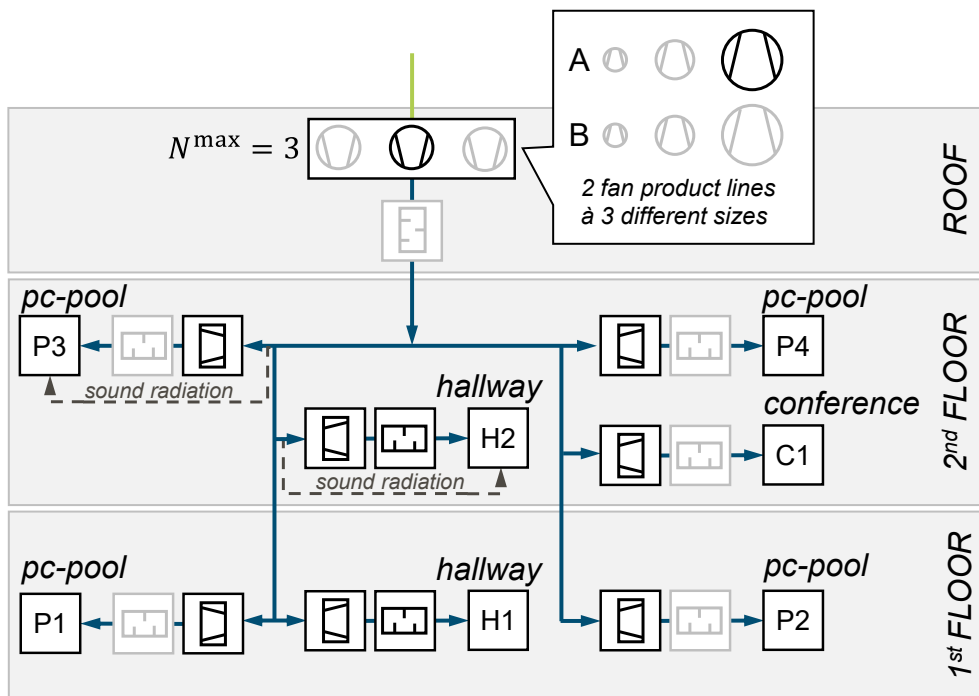 A
B
2 fan product lines
à 3 different sizes
N^max = 3
ROOF
pc-pool
P3
sound radiation
pc-pool
P4
hallway
H2
sound radiation
conference
C1
2nd FLOOR
pc-pool
P1
hallway
H1
pc-pool
P2
1st FLOOR